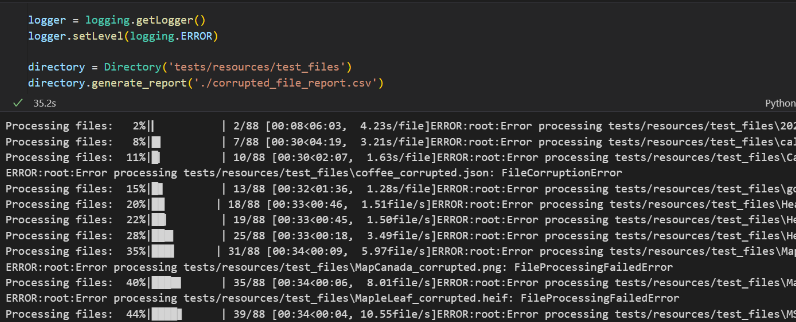 logger = logging.getLogger()
logger.setLevel(logging.ERROR)
directory = Directory('tests/resources/test_files')
directory.generate_report('./corrupted_file_report.csv')
✓ 35.2s
Python
Processing files:   2%|▎          | 2/88 [00:08<06:03,  4.23s/file]ERROR:root:Error processing tests/resources/test_files\202
Processing files:   8%|█          | 7/88 [00:30<04:19,  3.21s/file]ERROR:root:Error processing tests/resources/test_files\cal
Processing files:  11%|█          | 10/88 [00:30<02:07,  1.63s/file]ERROR:root:Error processing tests/resources/test_files\Ca
ERROR:root:Error processing tests/resources/test_files\coffee_corrupted.json: FileCorruptionError
Processing files:  15%|█▌         | 13/88 [00:32<01:36,  1.28s/file]ERROR:root:Error processing tests/resources/test_files\go
Processing files:  20%|██         | 18/88 [00:33<00:46,  1.51file/s]ERROR:root:Error processing tests/resources/test_files\Hea
Processing files:  22%|██         | 19/88 [00:33<00:45,  1.50file/s]ERROR:root:Error processing tests/resources/test_files\He
Processing files:  28%|███        | 25/88 [00:33<00:18,  3.49file/s]ERROR:root:Error processing tests/resources/test_files\He
Processing files:  35%|███▌       | 31/88 [00:34<00:09,  5.97file/s]ERROR:root:Error processing tests/resources/test_files\Map
ERROR:root:Error processing tests/resources/test_files\MapCanada_corrupted.png: FileProcessingFailedError
Processing files:  40%|████       | 35/88 [00:34<00:06,  8.01file/s]ERROR:root:Error processing tests/resources/test_files\Ma
ERROR:root:Error processing tests/resources/test_files\MapleLeaf_corrupted.heif: FileProcessingFailedError
Processing files:  44%|████▍      | 39/88 [00:34<00:04, 10.55file/s]ERROR:root:Error processing tests/resources/test_files\MS